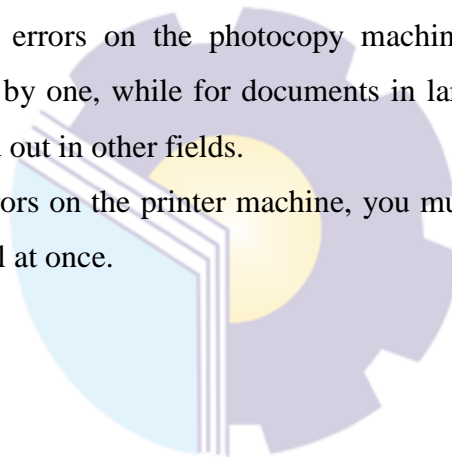 errors on the photocopy machin
by one, while for documents in lar
out in other fields.
ors on the printer machine, you mu
at once.